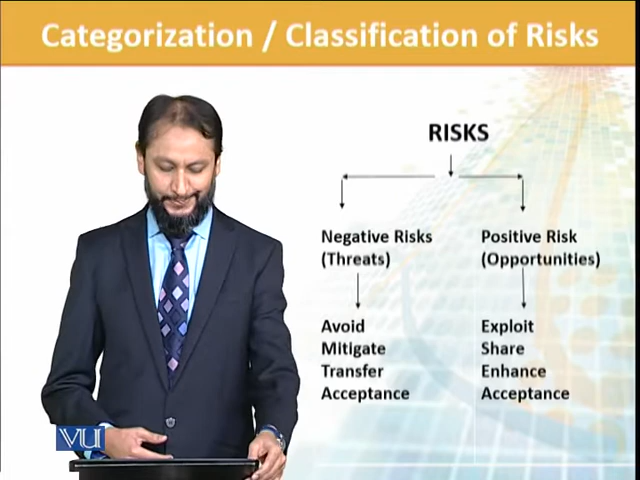 Categorization / Classification of Risks
RISKS
Negative Risks
(Threats)
Positive Risk
(Opportunities)
Avoid
Mitigate
Transfer
Acceptance
Exploit
Share
Enhance
Acceptance
VU